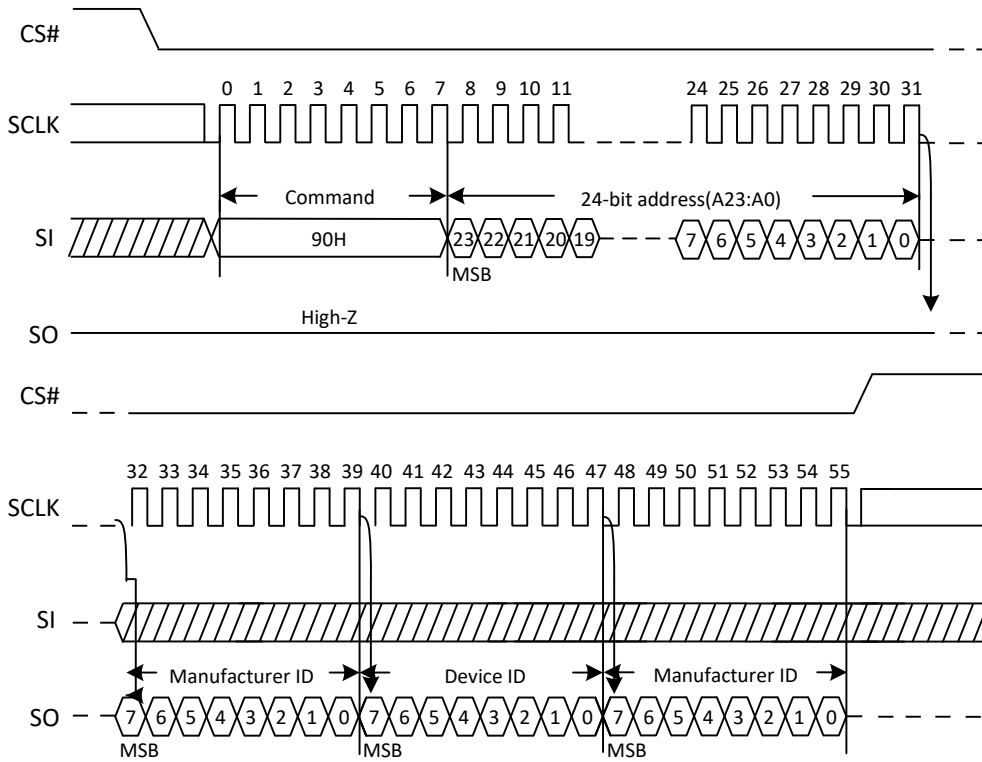 CS#
0 1 2 3 4 5 6 7 8 9 10 11 24 25 26 27 28 29 30 31
SCLK
Command 24-bit address(A23:A0)
SI 90H 23 22 21 20 19 7 6 5 4 3 2 1 0
MSB
High-Z
SO
CS#
32 33 34 35 36 37 38 39 40 41 42 43 44 45 46 47 48 49 50 51 52 53 54 55
SCLK
SI
Manufacturer ID Device ID Manufacturer ID
SO 7 6 5 4 3 2 1 0 7 6 5 4 3 2 1 0 7 6 5 4 3 2 1 0
MSB MSB MSB